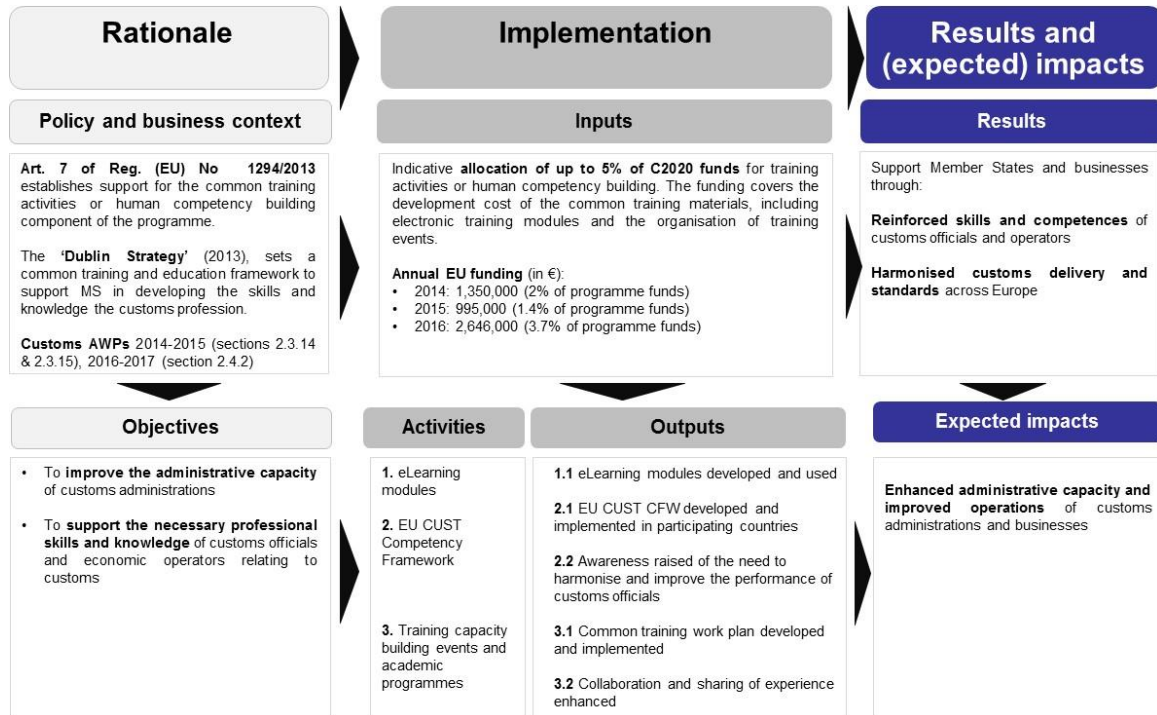 Rationale
Implementation
Results and
(expected) impacts
Policy and business context
Inputs
Results
Art. 7 of Reg. (EU) No 1294/2013
establishes support for the common training
activities or human competency building
component of the programme.
The ‘Dublin Strategy’ (2013), sets a
common training and education framework to
support MS in developing the skills and
knowledge the customs profession.
Customs AWPs 2014-2015 (sections 2.3.14
& 2.3.15), 2016-2017 (section 2.4.2)
Indicative allocation of up to 5% of C2020 funds for training
activities or human competency building. The funding covers the
development cost of the common training materials, including
electronic training modules and the organisation of training
events.
Annual EU funding (in €):
• 2014: 1,350,000 (2% of programme funds)
• 2015: 995,000 (1.4% of programme funds)
• 2016: 2,646,000 (3.7% of programme funds)
Support Member States and businesses
through:
Reinforced skills and competences of
customs officials and operators
Harmonised customs delivery and
standards across Europe
Objectives
Activities
Outputs
Expected impacts
• To improve the administrative capacity
of customs administrations
• To support the necessary professional
skills and knowledge of customs officials
and economic operators relating to
customs
1. eLearning
modules
2. EU CUST
Competency
Framework
3. Training capacity
building events and
academic
programmes
1.1 eLearning modules developed and used
2.1 EU CUST CFW developed and
implemented in participating countries
2.2 Awareness raised of the need to
harmonise and improve the performance of
customs officials
3.1 Common training work plan developed
and implemented
3.2 Collaboration and sharing of experience
enhanced
Enhanced administrative capacity and
improved operations of customs
administrations and businesses